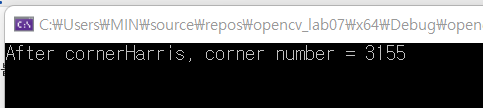 C:₩Users₩MIN₩source₩repos₩opencv_lab07₩x64₩Debug₩openc
After cornerHarris, corner number = 3155